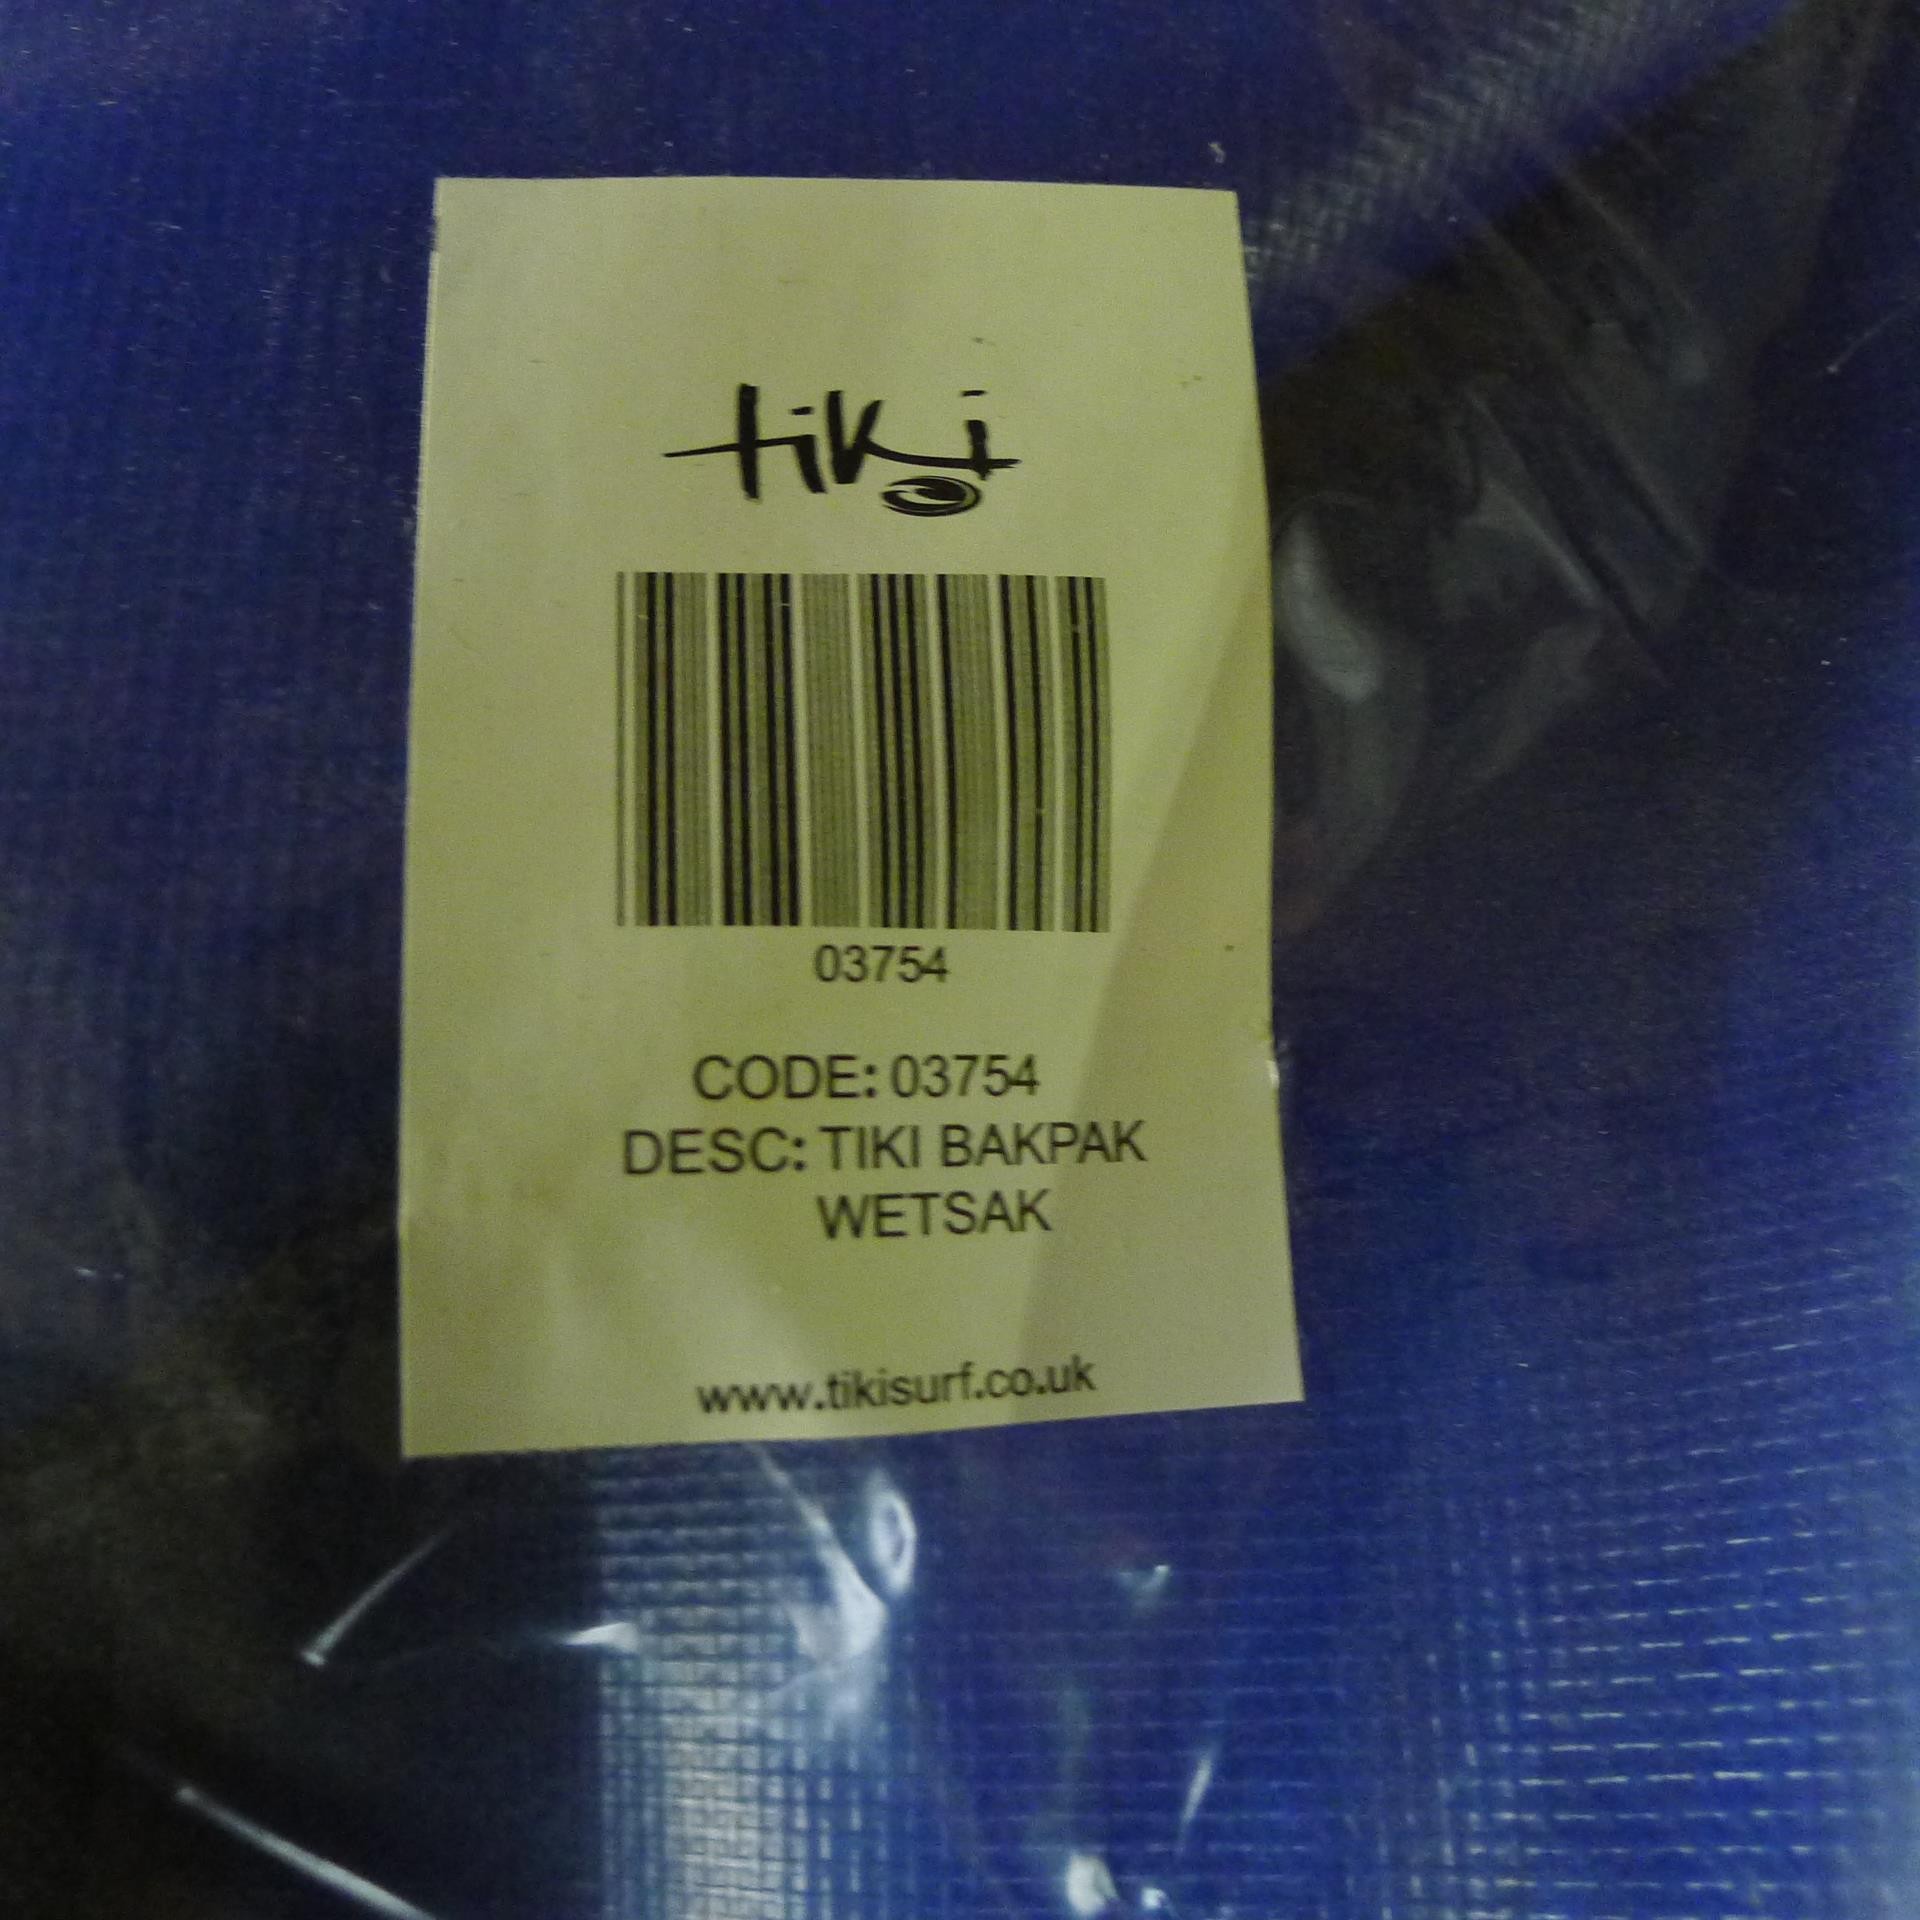 tiki
03754
CODE: 03754
DESC: TIKI BAKPAK
WETSAK
www.tikisurf.co.uk